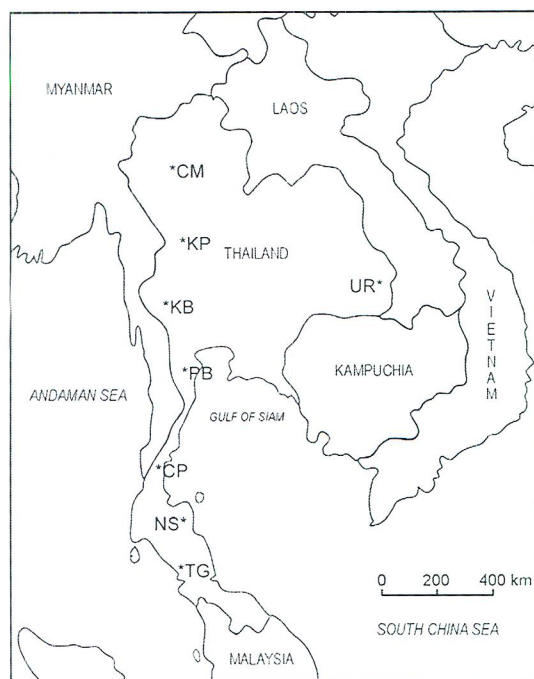 MYANMAR
LAOS
*CM
*KP
THAILAND
UR*
*KB
VIETNAM
*PB
KAMPUCHIA
ANDAMAN SEA
GULF OF SIAM
*CP
NS*
*TG
0 200 400 km
SOUTH CHINA SEA
MALAYSIA